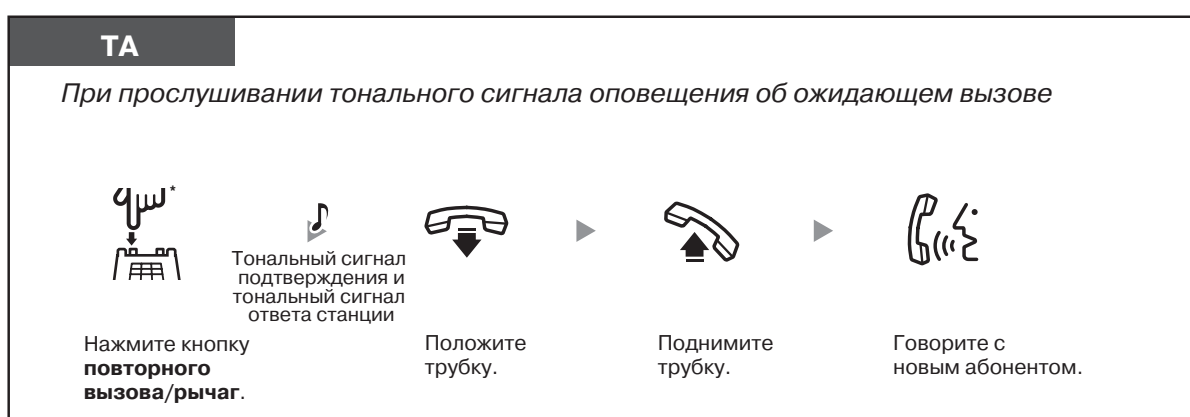 ТА
При прослушивании тонального сигнала оповещения об ожидающем вызове
*
Тональный сигнал
подтверждения и
тональный сигнал
ответа станции
Нажмите кнопку
повторного
вызова/рычаг.
Положите
трубку.
Поднимите
трубку.
Говорите с
новым абонентом.